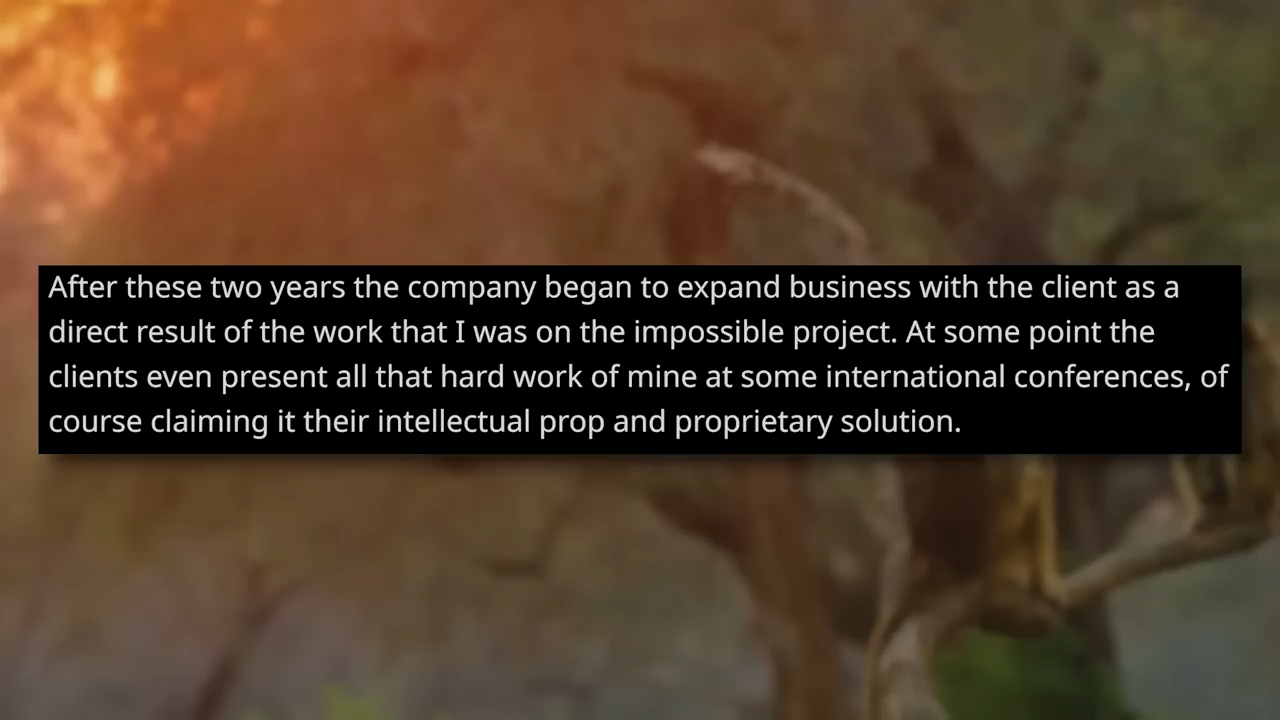 After these two years the company began to expand business with the client as a
direct result of the work that I was on the impossible project. At some point the
clients even present all that hard work of mine at some international conferences, of
course claiming it their intellectual prop and proprietary solution.